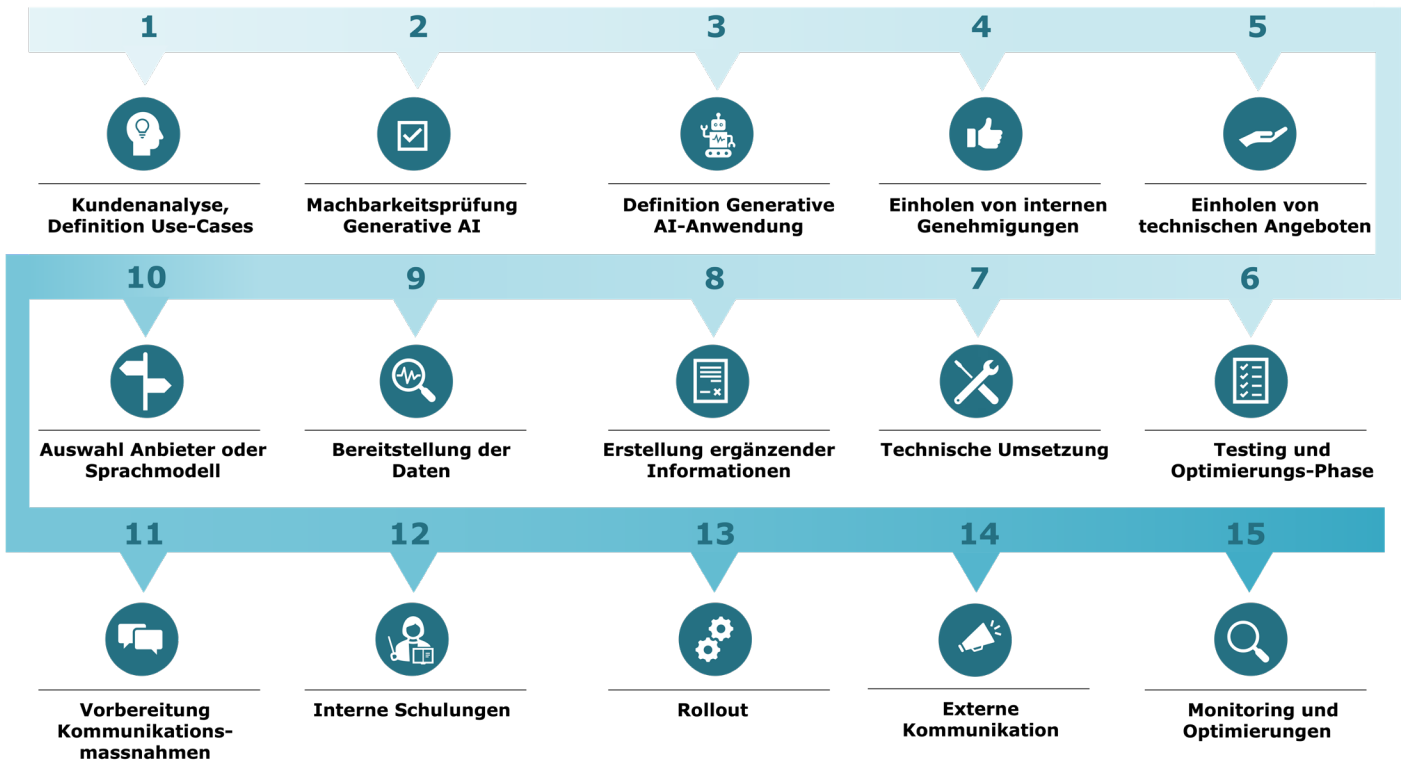 1
2
3
4
5
Kundenanalyse,
Definition Use-Cases
Machbarkeitsprüfung
Generative AI
Definition Generative
AI-Anwendung
Einholen von internen
Genehmigungen
Einholen von
technischen Angeboten
10
9
8
7
6
Auswahl Anbieter oder
Sprachmodell
Bereitstellung der
Daten
Erstellung ergänzender
Informationen
Technische Umsetzung
Testing und
Optimierungs-Phase
11
12
13
14
15
Vorbereitung
Kommunikations-
massnahmen
Interne Schulungen
Rollout
Externe
Kommunikation
Monitoring und
Optimierungen